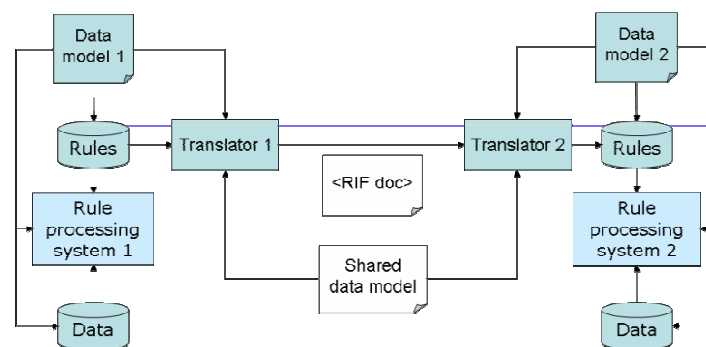 Data
model 1
Data
model 2
Rules
Translator 1
Translator 2
Rules
<RIF doc>
Rule
processing
system 1
Rule
processing
system 2
Shared
data model
Data
Data